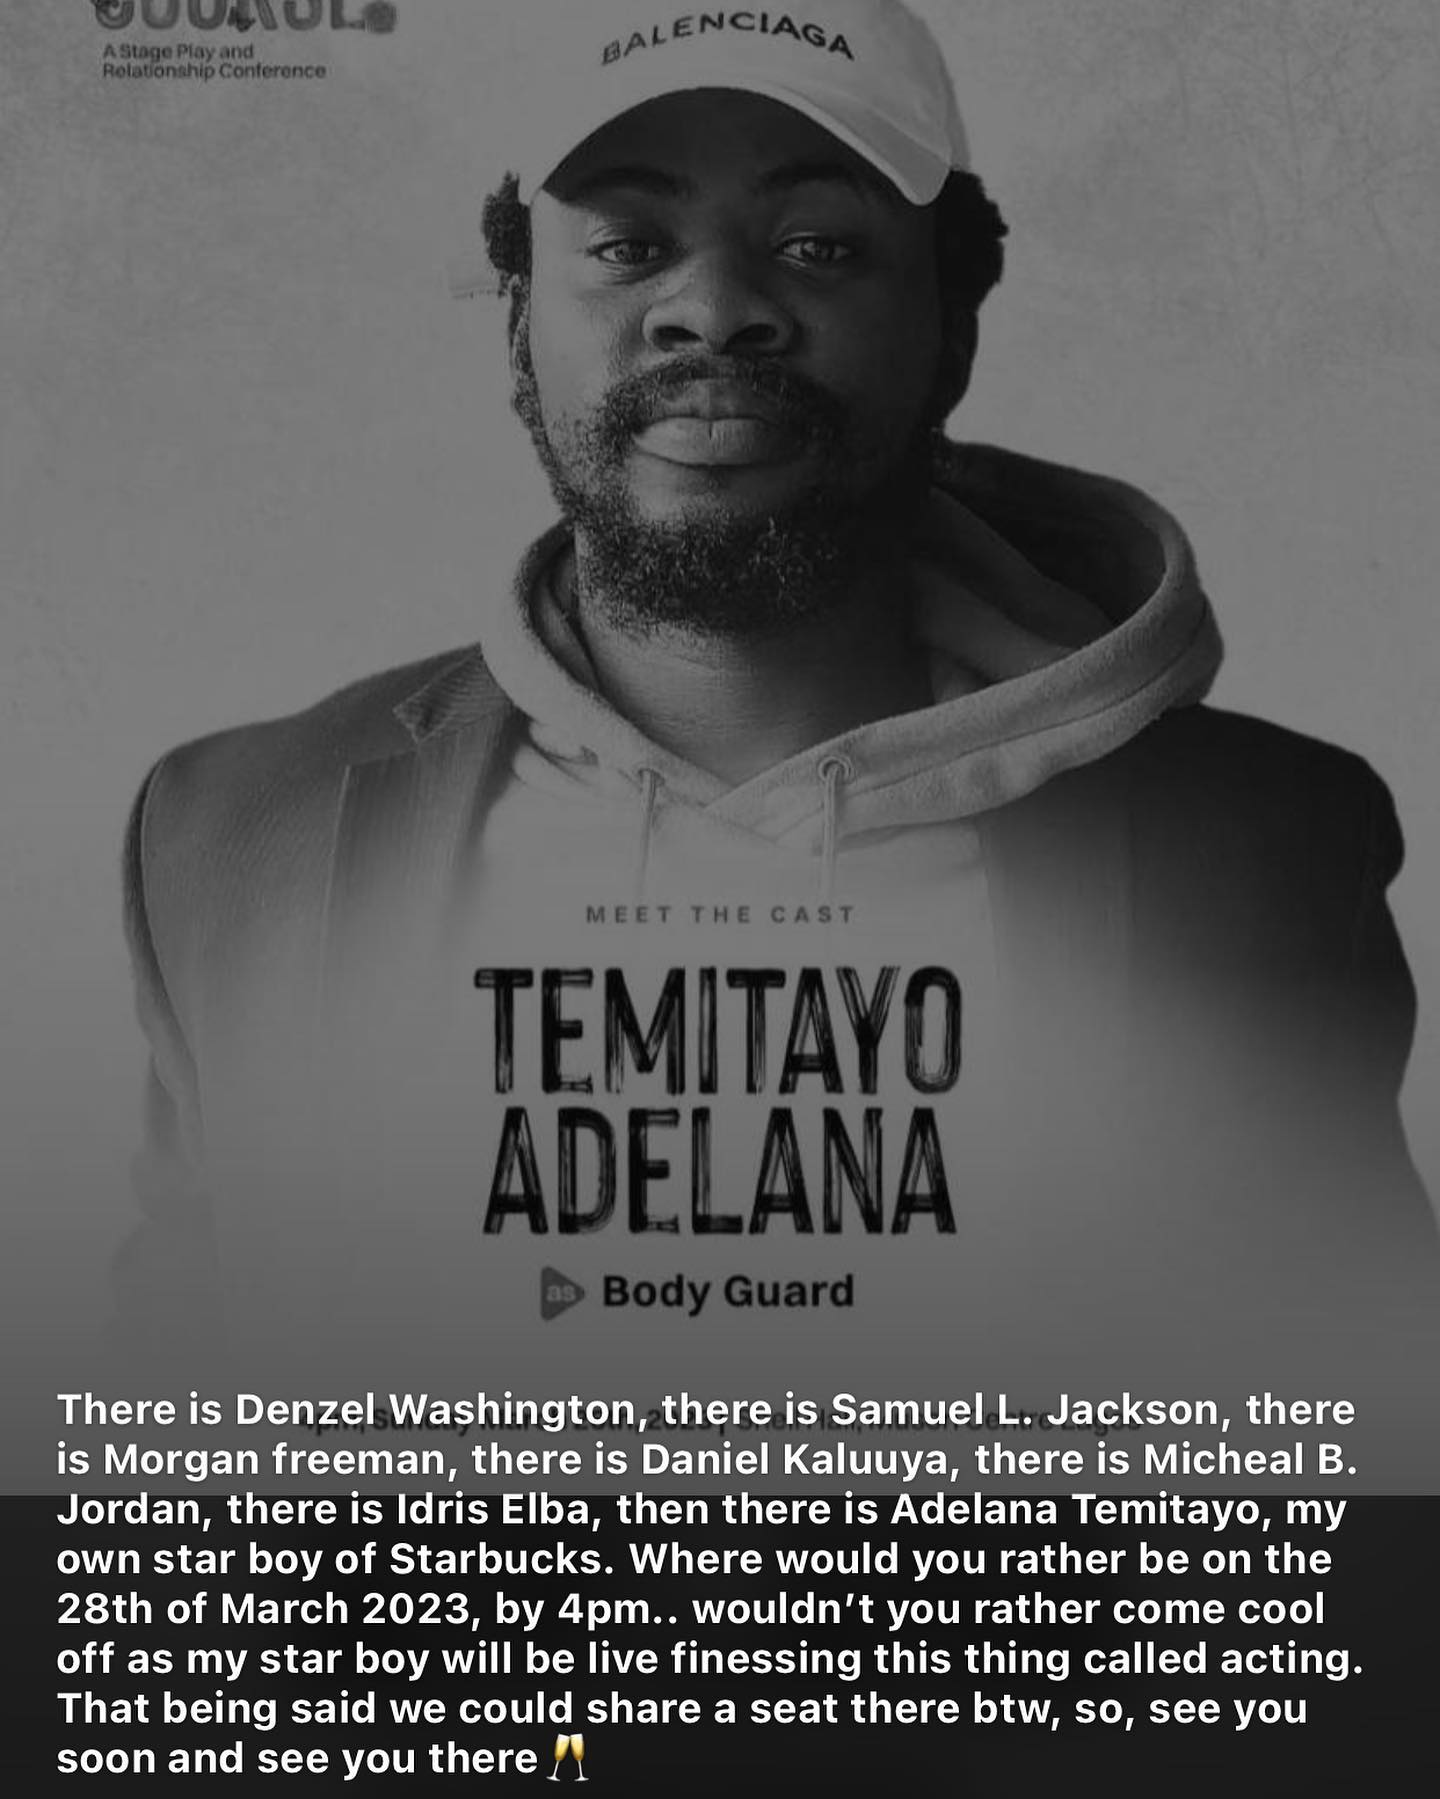 A Stage Play and
Relationship Conference
BALENCIAGA
MEET THE CAST
TEMITAYO
ADELANA
as Body Guard
There is Denzel Washington, there is Samuel L. Jackson, there
is Morgan freeman, there is Daniel Kaluuya, there is Micheal B.
Jordan, there is Idris Elba, then there is Adelana Temitayo, my
own star boy of Starbucks. Where would you rather be on the
28th of March 2023, by 4pm.. wouldn’t you rather come cool
off as my star boy will be live finessing this thing called acting.
That being said we could share a seat there btw, so, see you
soon and see you there 🥂